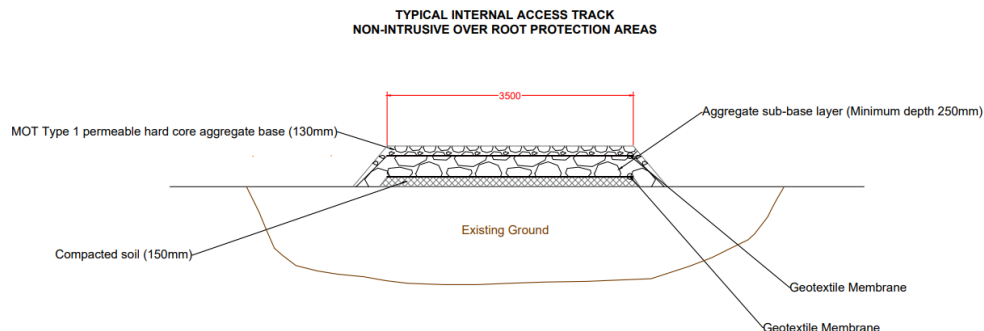 TYPICAL INTERNAL ACCESS TRACK
NON-INTRUSIVE OVER ROOT PROTECTION AREAS
3500
Aggregate sub-base layer (Minimum depth 250mm)
MOT Type 1 permeable hard core aggregate base (130mm)
Existing Ground
Compacted soil (150mm)
Geotextile Membrane
Geotextile Membrane